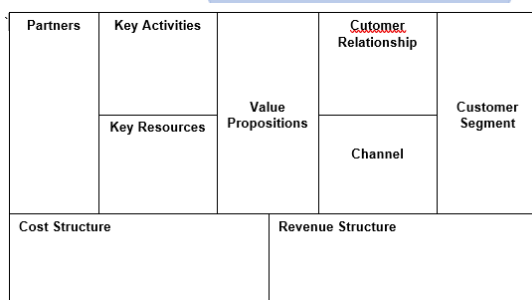 Partners
Key Activities
Cutomer
Relationship
Value
Propositions
Customer
Segment
Key Resources
Channel
Cost Structure
Revenue Structure